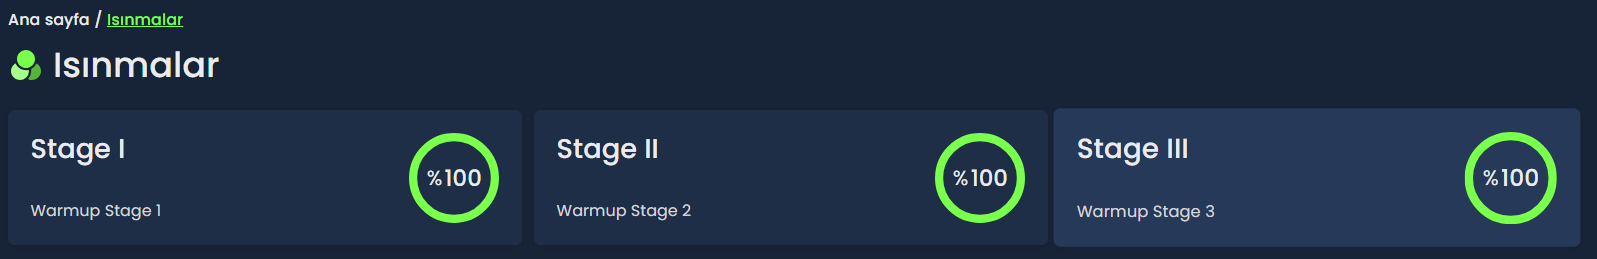 Ana sayfa / Isınmalar
Isınmalar
Stage I
%100
Warmup Stage 1
Stage II
%100
Warmup Stage 2
Stage III
%100
Warmup Stage 3